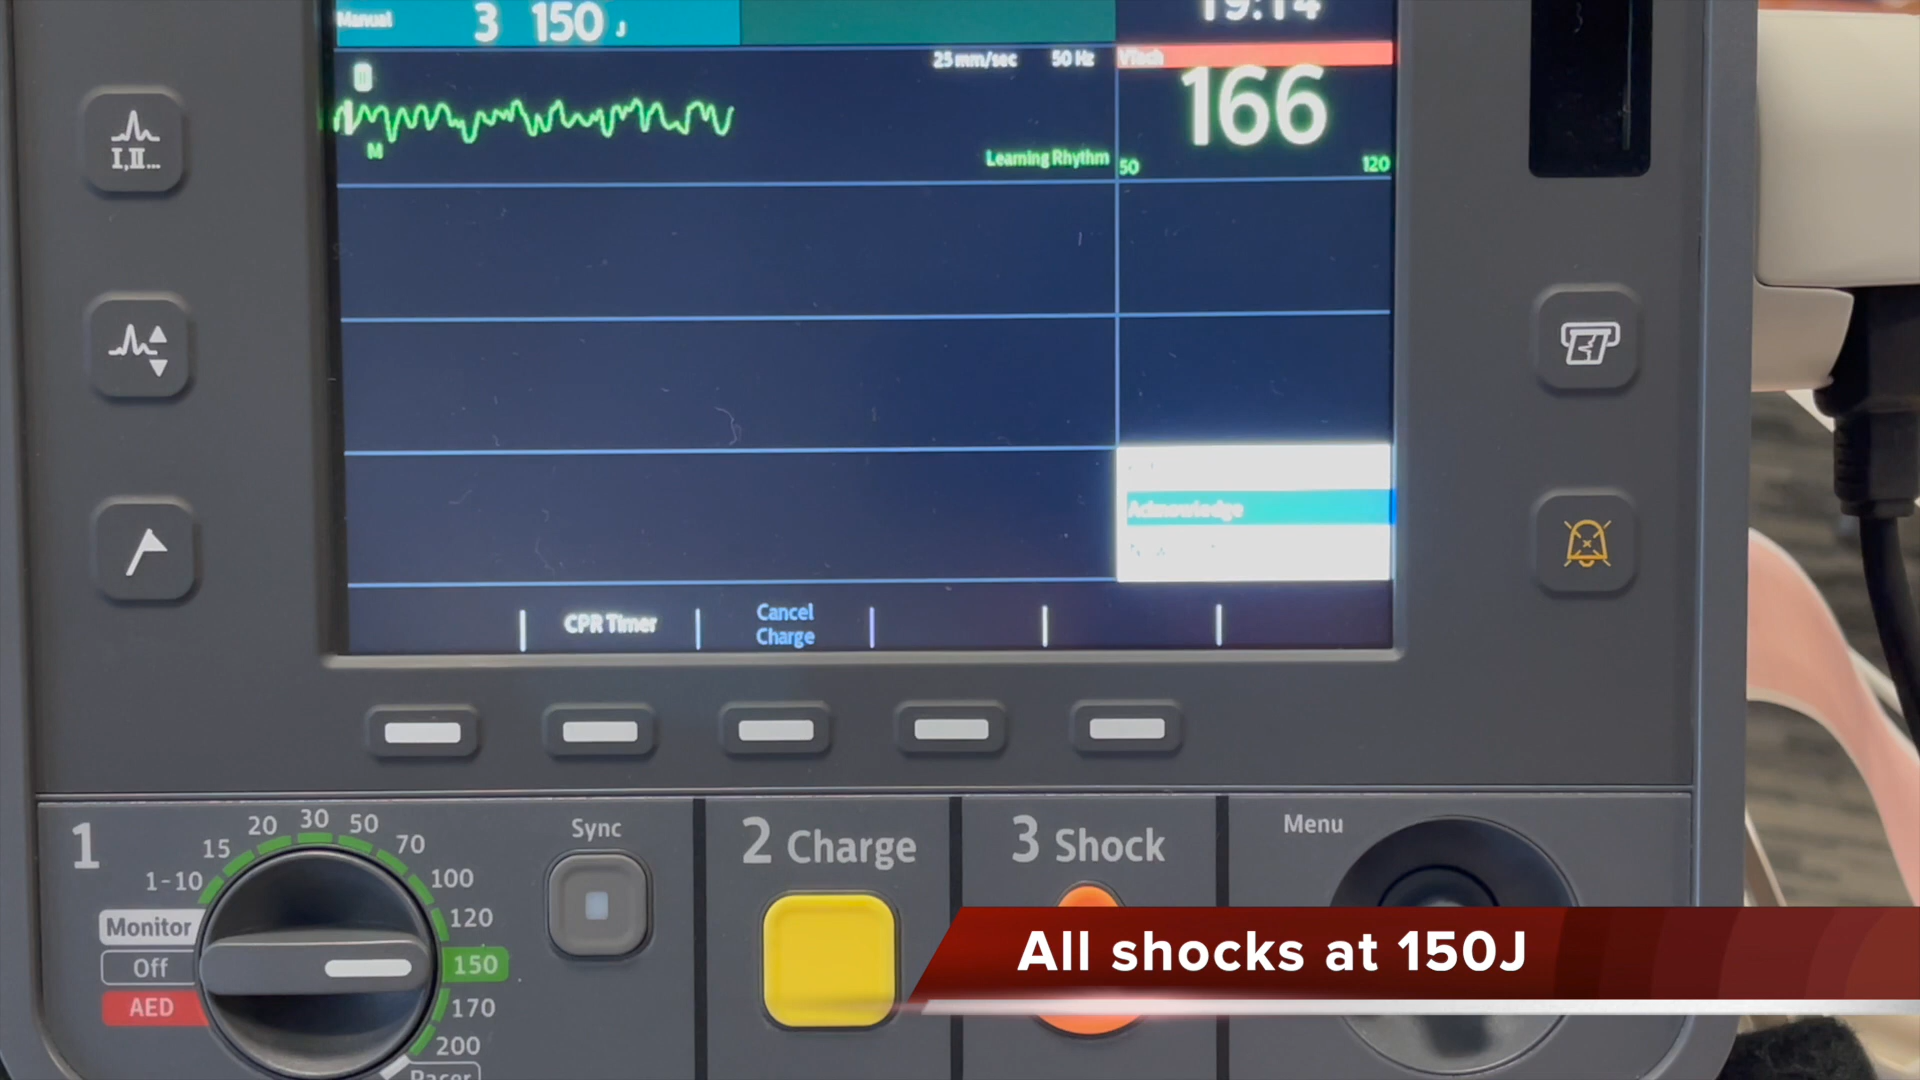 Manual 3 150 J
19:14
25 mm/sec 50 Hz
VTach
166
II
M
Learning Rhythm
50 120
I,II...
Acknowledge
CPR Timer
Cancel
Charge
1
1-10
15
20
30
50
70
100
120
150
170
200
Pacer
Monitor
Off
AED
Sync
2 Charge
3 Shock
Menu
All shocks at 150J